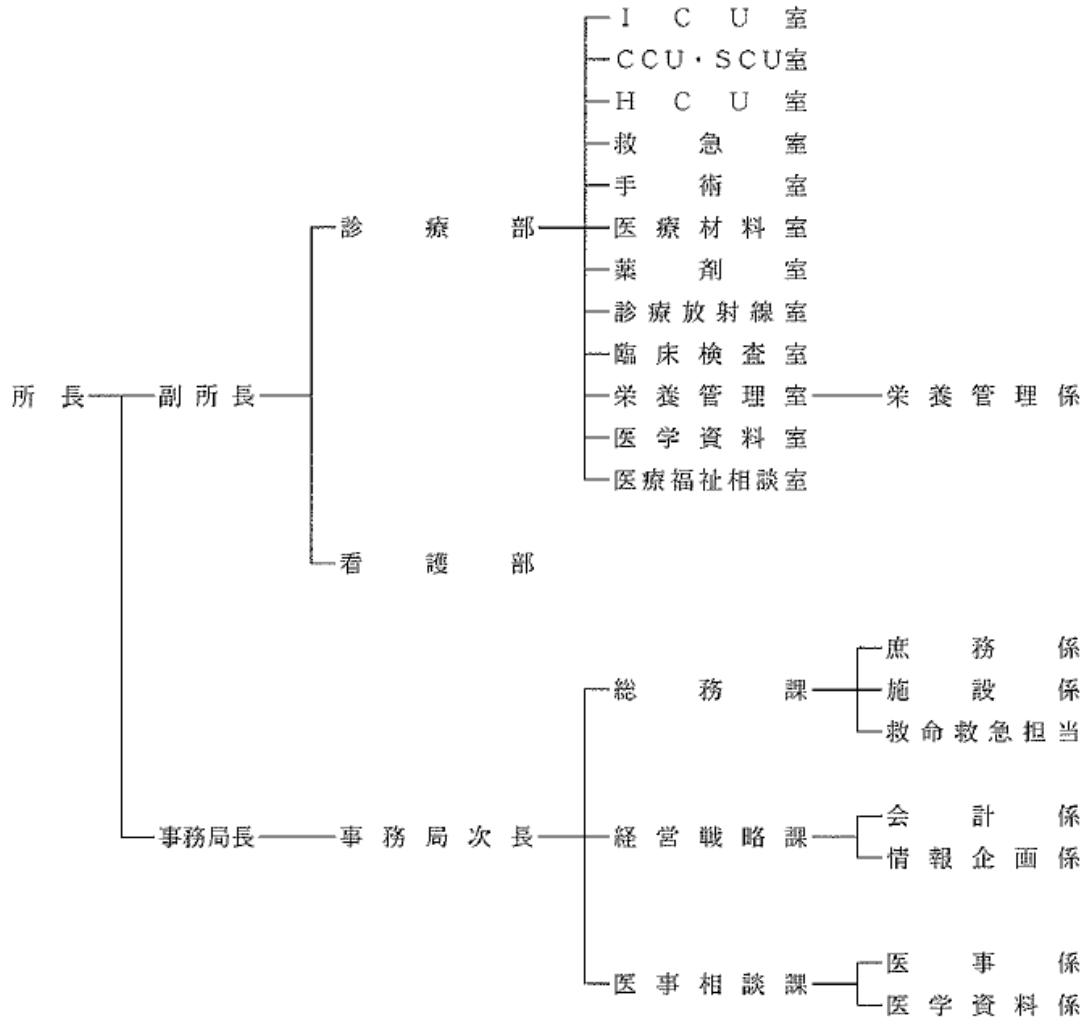 ICU室
CCU・SCU室
HCU室
救急室
手術室
診療部 医療材料室
薬剤室
診療放射線室
臨床検査室
所長 副所長 栄養管理室 栄養管理係
医学資料室
医療福祉相談室
看護部
庶務係
総務課 施設係
救命救急担当
会計係
事務局長 事務局次長 経営戦略課
情報企画係
医事係
医事相談課
医学資料係